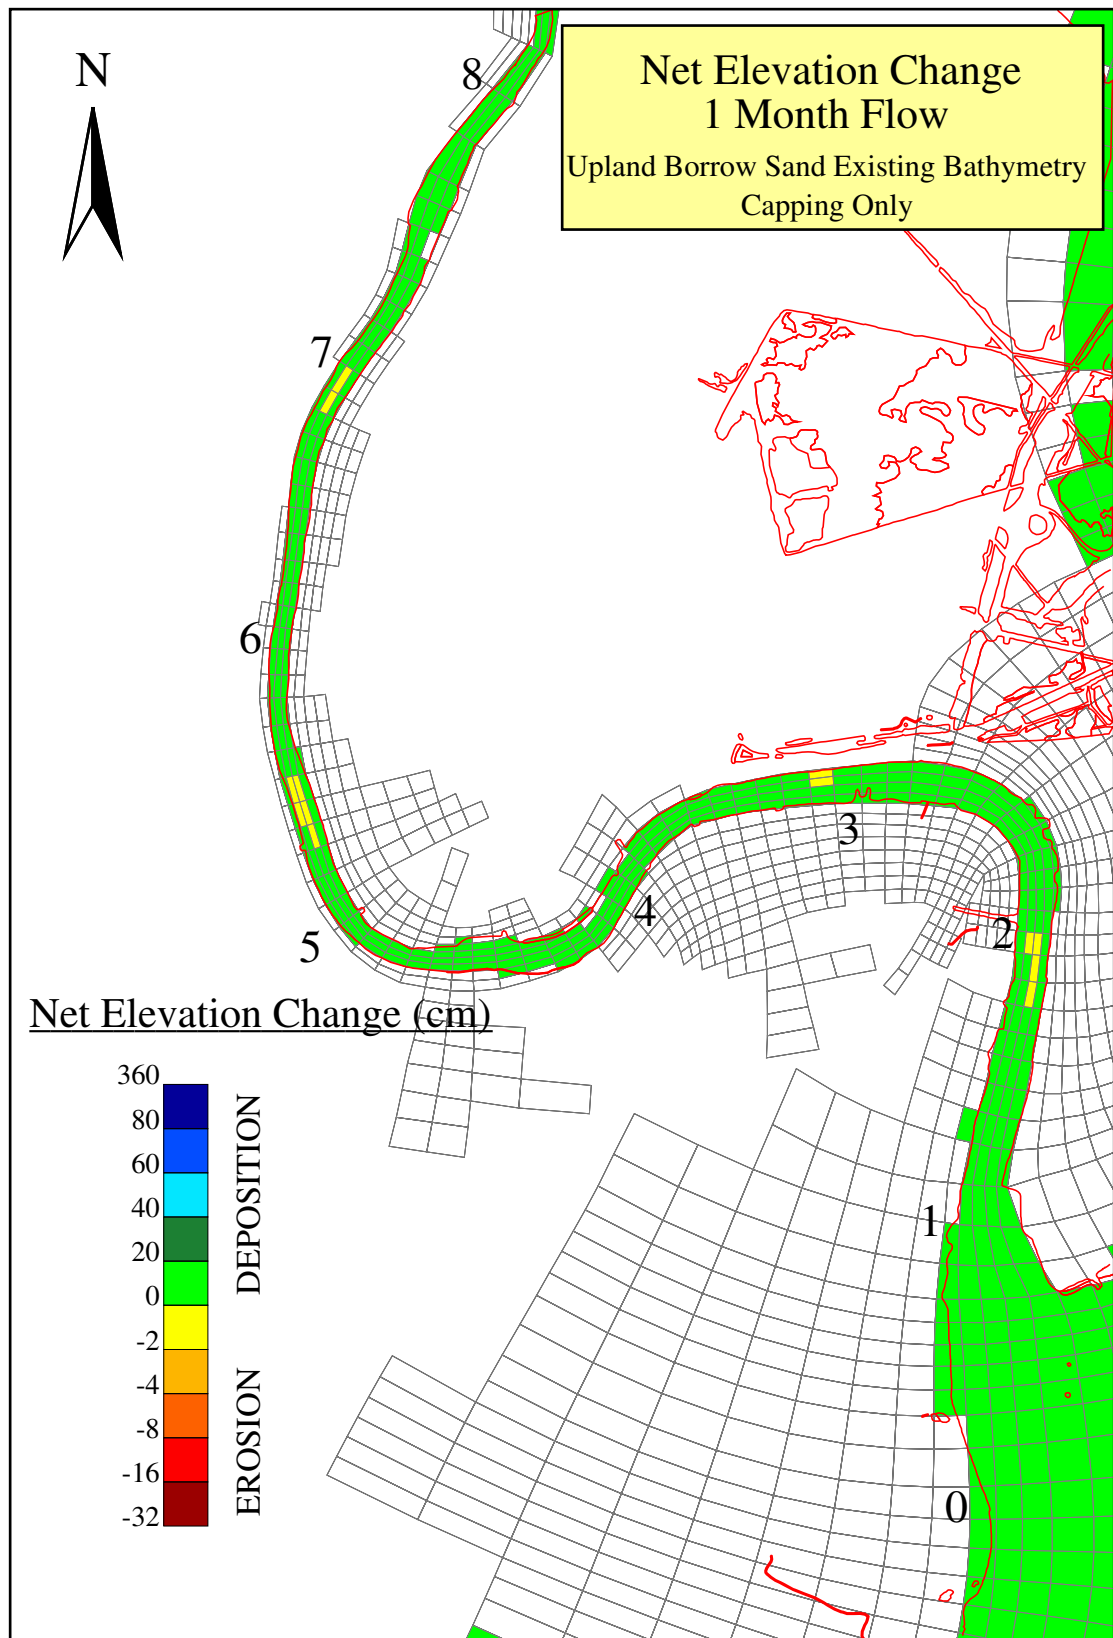 Net Elevation Change
1 Month Flow
Upland Borrow Sand Existing Bathymetry
Capping Only
N
8
7
6
5
4
3
2
1
0
Net Elevation Change (cm)
360
80
60
40
20
0
-2
-4
-8
-16
-32
DEPOSITION
EROSION